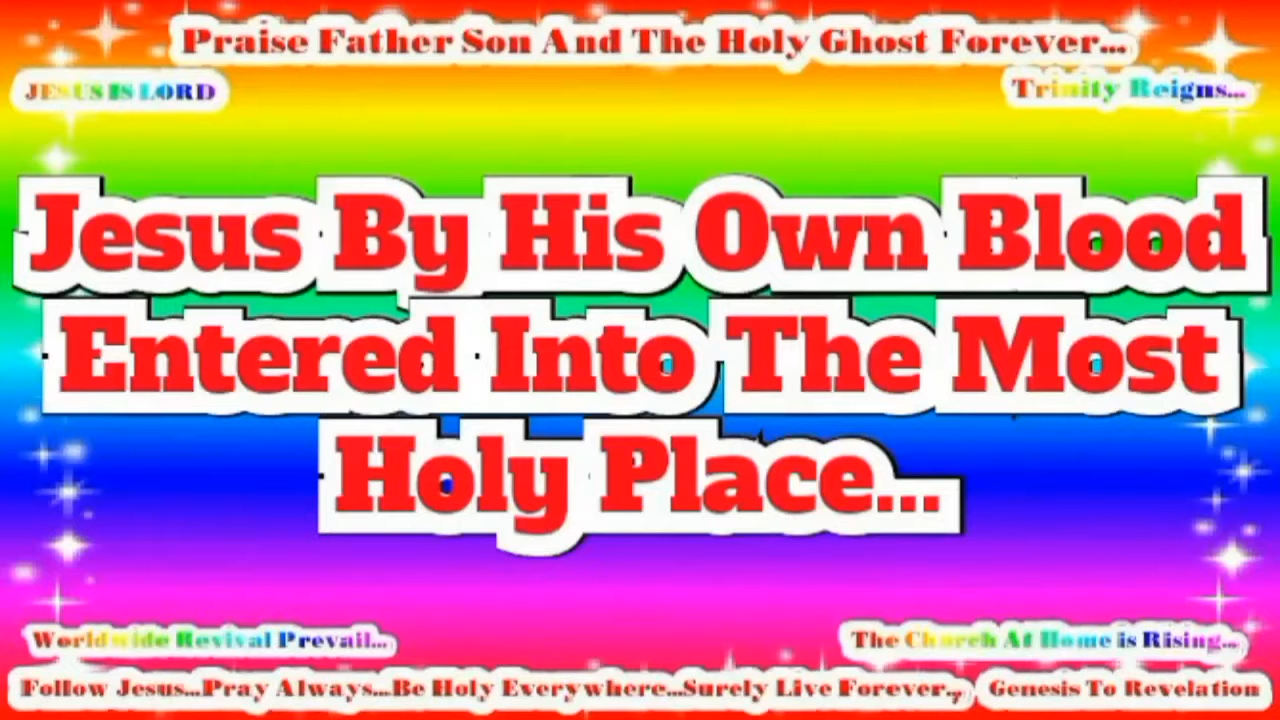 Praise Father Son And The Holy Ghost Forever...
JESUS IS LORD
Trinity Reigns...
Jesus By His Own Blood
Entered Into The Most
Holy Place...
Worldwide Revival Prevail...
The Church At Home is Rising...
Follow Jesus...Pray Always...Be Holy Everywhere...Surely Live Forever..,
Genesis To Revelation